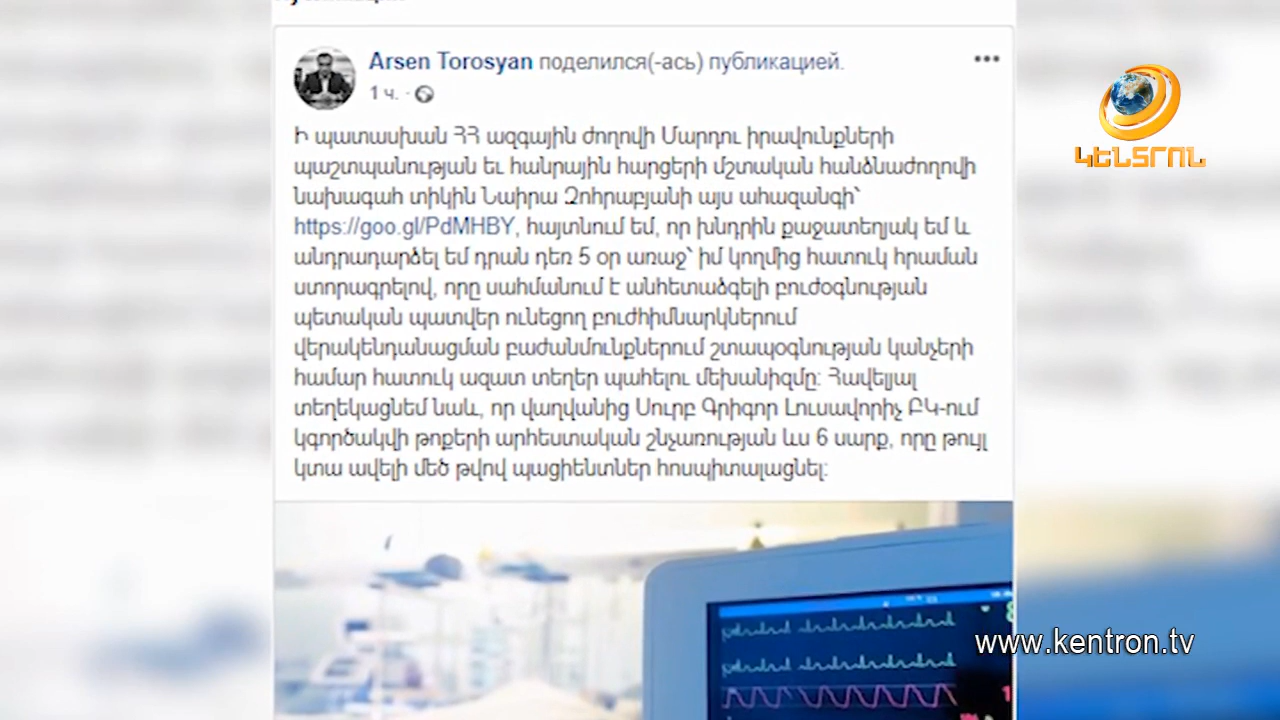 Arsen Torosyan поделился(-ась) публикацией.
1 ч. ·
Ի պատասխան ՀՀ ազգային ժողովի Մարդու իրավունքների
պաշտպանության եւ հանրային հարցերի մշտական հանձնաժողովի
նախագահ տիկին Նաիրա Զոհրաբյանի այս ահազանգի՝
https://goo.gl/PdMHBY, հայտնում եմ, որ խնդրին քաջատեղյակ եմ և
անդրադարձել եմ դրան դեռ 5 օր առաջ՝ իմ կողմից հատուկ հրաման
ստորագրելով, որը սահմանում է անհետաձգելի բուժօգնության
պետական պատվեր ունեցող բուժհիմնարկներում
վերակենդանացման բաժանմունքներում շտապօգնության կանչերի
համար հատուկ ազատ տեղեր պահելու մեխանիզմը: Հավելյալ
տեղեկացնեմ նաև, որ վաղվանից Սուրբ Գրիգոր Լուսավորիչ ԲԿ-ում
կգործակվի թոքերի արհեստական շնչառության ևս 6 սարք, որը թույլ
կտա ավելի մեծ թվով պացիենտներ հոսպիտալացնել:
ԿԵՆՏՐՈՆ
www.kentron.tv